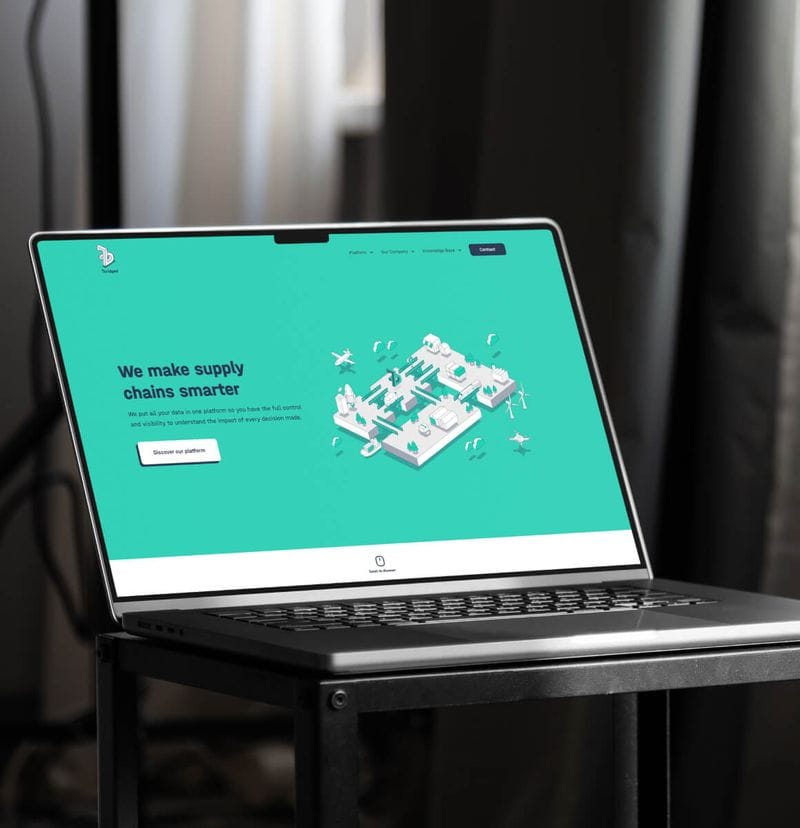 Platform Our Company Knowledge Base Contact
Tbridged
We make supply
chains smarter
We put all your data in one platform so you have the full control
and visibility to understand the impact of every decision made.
Discover our platform
Scroll to discover